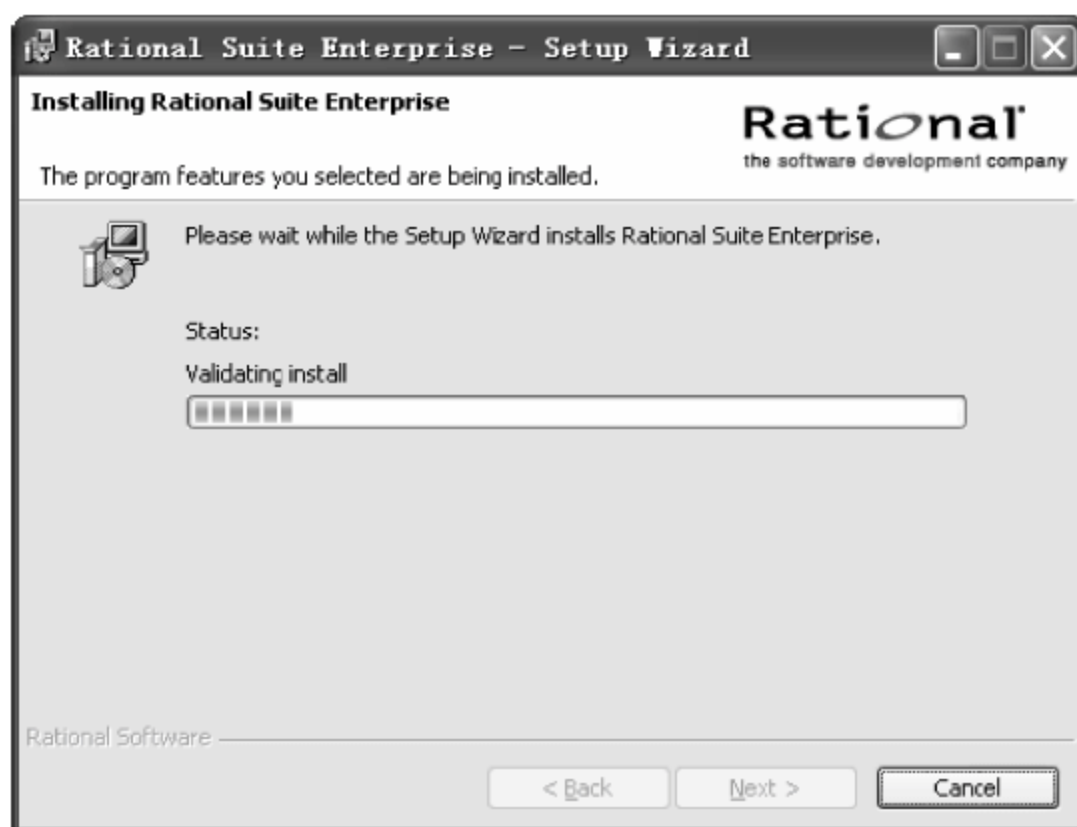 Rational Suite Enterprise - Setup Wizard
Installing Rational Suite Enterprise
The program features you selected are being installed.
Rational
the software development company
Please wait while the Setup Wizard installs Rational Suite Enterprise.
Status:
Validating install
Rational Software
< Back
Next >
Cancel